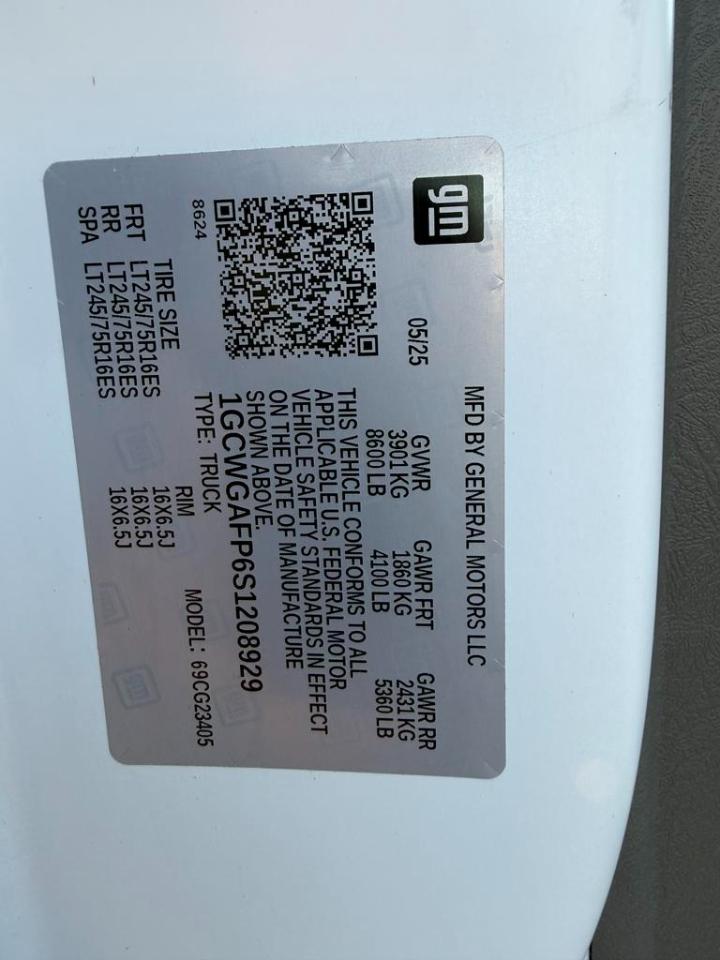 gm
MFD BY GENERAL MOTORS LLC
05/25
GVWR GAWR FRT GAWR RR
3901 KG 1860 KG 2431 KG
8600 LB 4100 LB 5360 LB
THIS VEHICLE CONFORMS TO ALL
APPLICABLE U.S. FEDERAL MOTOR
VEHICLE SAFETY STANDARDS IN EFFECT
ON THE DATE OF MANUFACTURE
SHOWN ABOVE.
1GCWGAFP6S1208929
TYPE: TRUCK MODEL: 69CG23405
8624
TIRE SIZE RIM
FRT LT245/75R16ES 16X6.5J
RR LT245/75R16ES 16X6.5J
SPA LT245/75R16ES 16X6.5J